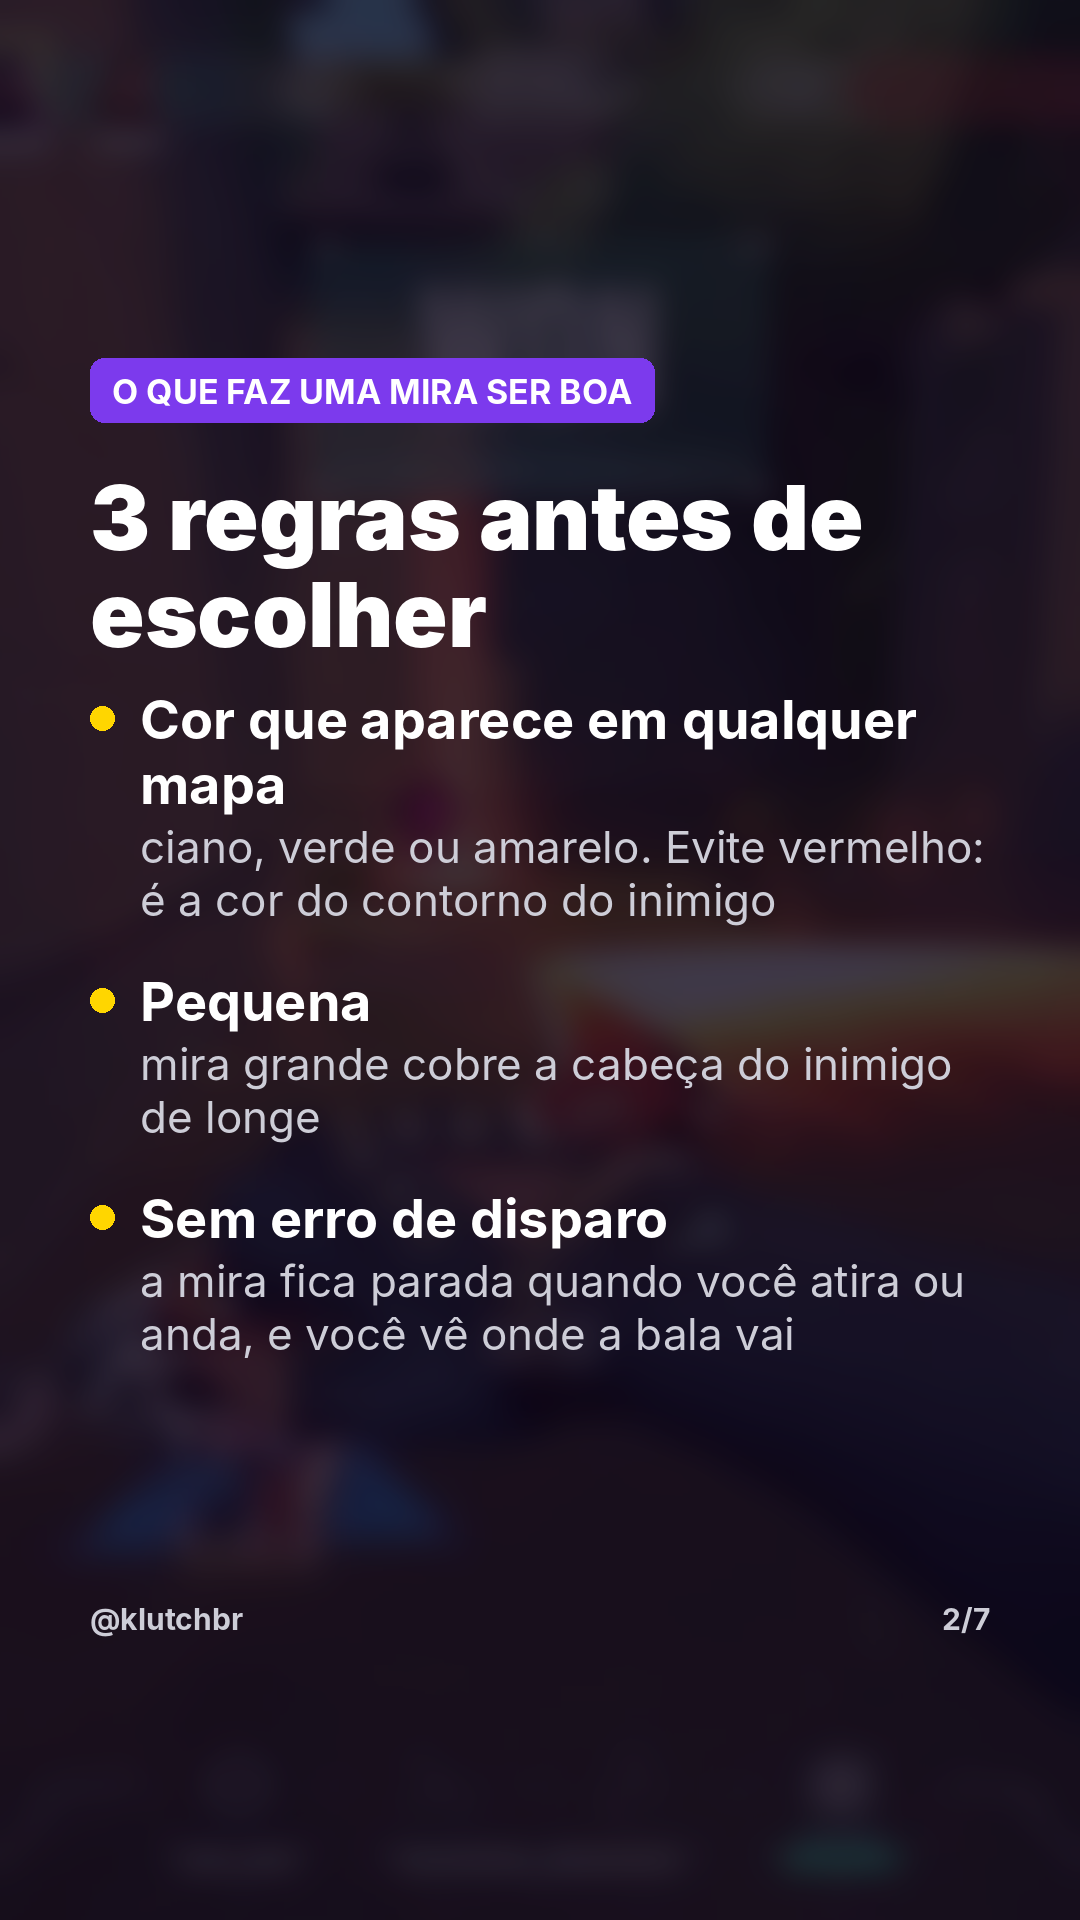 O QUE FAZ UMA MIRA SER BOA
3 regras antes de
escolher
Cor que aparece em qualquer
mapa
ciano, verde ou amarelo. Evite vermelho:
é a cor do contorno do inimigo
Pequena
mira grande cobre a cabeça do inimigo
de longe
Sem erro de disparo
a mira fica parada quando você atira ou
anda, e você vê onde a bala vai
@klutchbr
2/7